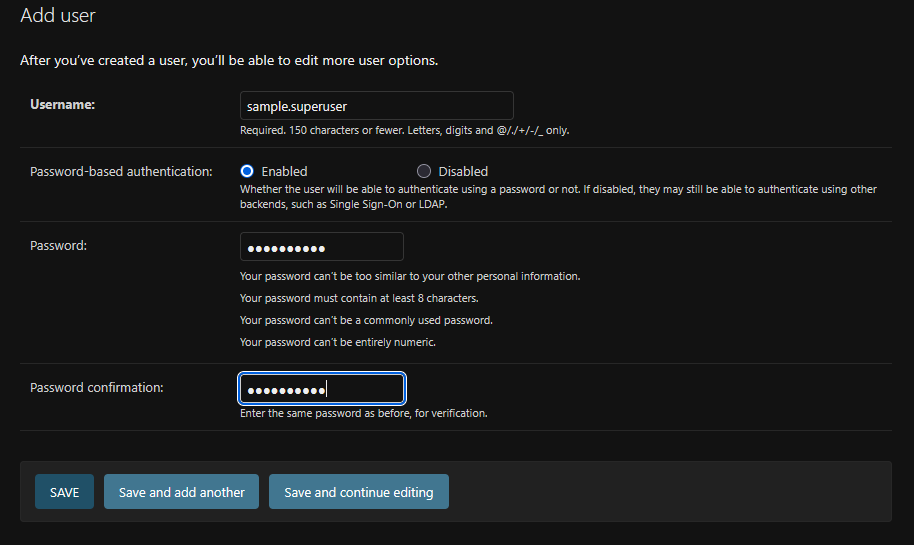 Add user
After you've created a user, you'll be able to edit more user options.
Username:
sample.superuser
Required. 150 characters or fewer. Letters, digits and @/./+/-/_ only.
Password-based authentication:
Enabled
Disabled
Whether the user will be able to authenticate using a password or not. If disabled, they may still be able to authenticate using other
backends, such as Single Sign-On or LDAP.
Password:
●●●●●●●●●●
Your password can't be too similar to your other personal information.
Your password must contain at least 8 characters.
Your password can't be a commonly used password.
Your password can't be entirely numeric.
Password confirmation:
●●●●●●●●●●
Enter the same password as before, for verification.
SAVE
Save and add another
Save and continue editing